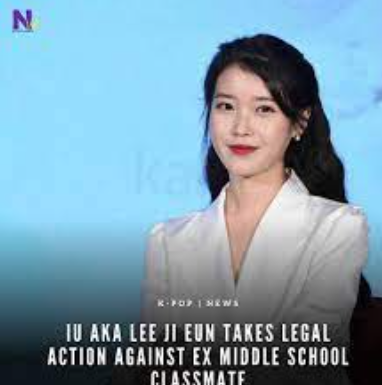 N
K-POP | NEWS
IU AKA LEE JI EUN TAKES LEGAL
ACTION AGAINST EX MIDDLE SCHOOL
CLASSMATE